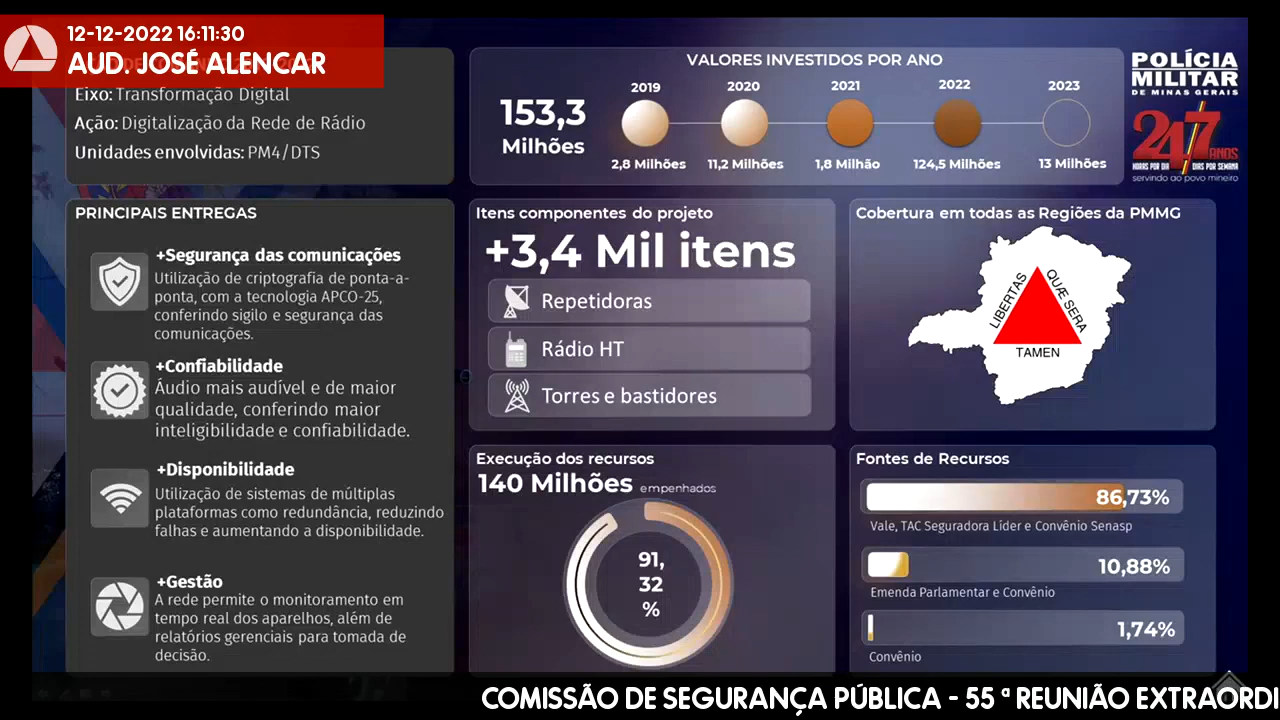 12-12-2022 16:11:30
AUD. JOSÉ ALENCAR
Eixo: Transformação Digital
Ação: Digitalização da Rede de Rádio
Unidades envolvidas: PM4/DTS
VALORES INVESTIDOS POR ANO
153,3
Milhões
2019
2020
2021
2022
2023
2,8 Milhões
11,2 Milhões
1,8 Milhão
124,5 Milhões
13 Milhões
POLÍCIA
MILITAR
DE MINAS GERAIS
24/7
ANOS
HORAS POR DIA
DIAS POR SEMANA
servindo ao povo mineiro
PRINCIPAIS ENTREGAS
+Segurança das comunicações
Utilização de criptografia de ponta-a-
ponta, com a tecnologia APCO-25,
conferindo sigilo e segurança das
comunicações.
+Confiabilidade
Áudio mais audível e de maior
qualidade, conferindo maior
inteligibilidade e confiabilidade.
+Disponibilidade
Utilização de sistemas de múltiplas
plataformas como redundância, reduzindo
falhas e aumentando a disponibilidade.
+Gestão
A rede permite o monitoramento em
tempo real dos aparelhos, além de
relatórios gerenciais para tomada de
decisão.
Itens componentes do projeto
+3,4 Mil itens
Repetidoras
Rádio HT
Torres e bastidores
Cobertura em todas as Regiões da PMMG
LIBERTAS
QUÆ SERA
TAMEN
Execução dos recursos
140 Milhões empenhados
91,
32
%
Fontes de Recursos
86,73%
Vale, TAC Seguradora Líder e Convênio Senasp
10,88%
Emenda Parlamentar e Convênio
1,74%
Convênio
COMISSÃO DE SEGURANÇA PÚBLICA - 55 ª REUNIÃO EXTRAORDI